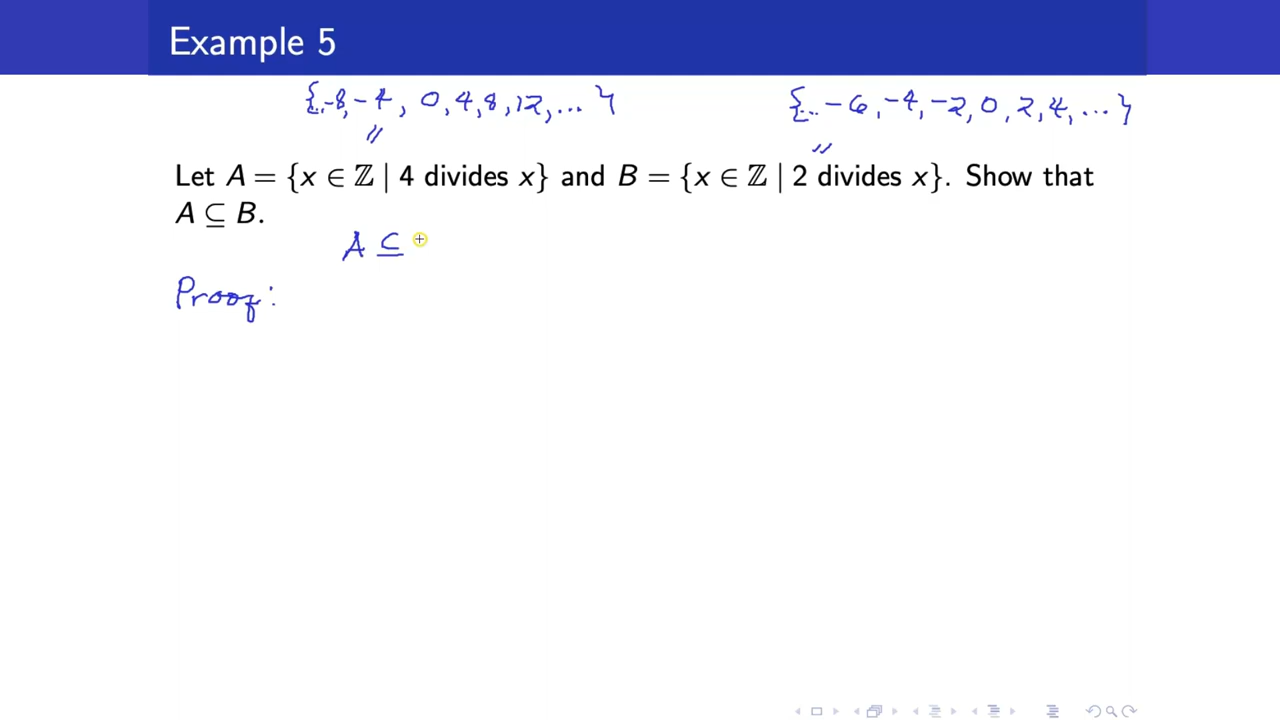 Example 5
{...-8, -4, 0, 4, 8, 12, ...} {... -6, -4, -2, 0, 2, 4, ...}
Let A = {x ∈ ℤ | 4 divides x} and B = {x ∈ ℤ | 2 divides x}. Show that
A ⊆ B.
A ⊆
Proof: